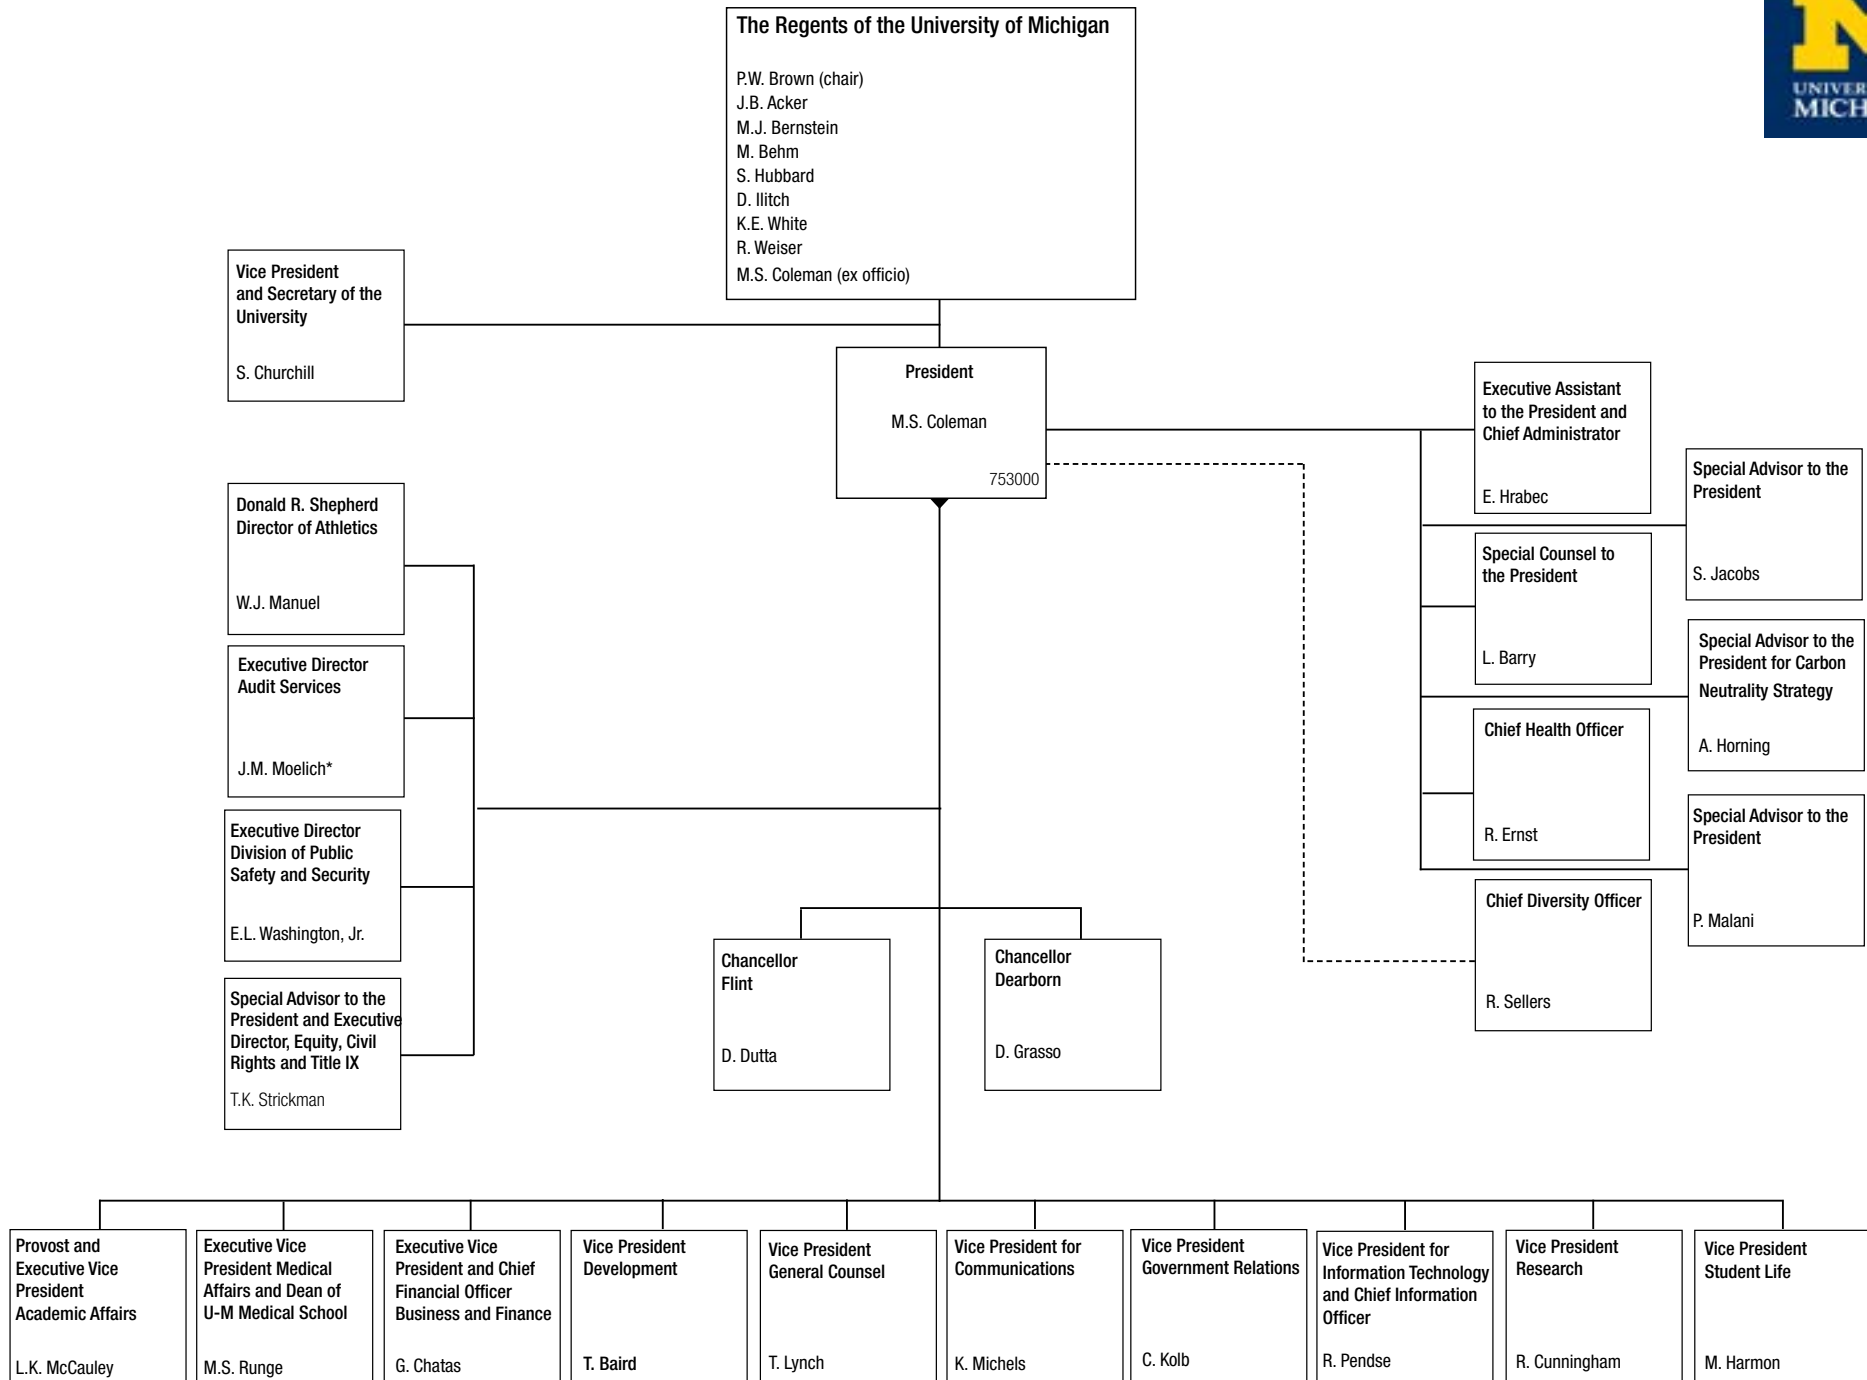 The Regents of the University of Michigan
P.W. Brown (chair)
J.B. Acker
M.J. Bernstein
M. Behm
S. Hubbard
D. Ilitch
K.E. White
R. Weiser
M.S. Coleman (ex officio)
Vice President
and Secretary of the
University
S. Churchill
President
M.S. Coleman
753000
Executive Assistant
to the President and
Chief Administrator
E. Hrabec
Special Advisor to the
President
S. Jacobs
Special Counsel to
the President
L. Barry
Special Advisor to the
President for Carbon
Neutrality Strategy
A. Horning
Chief Health Officer
R. Ernst
Special Advisor to the
President
P. Malani
Chief Diversity Officer
R. Sellers
Donald R. Shepherd
Director of Athletics
W.J. Manuel
Executive Director
Audit Services
J.M. Moelich*
Executive Director
Division of Public
Safety and Security
E.L. Washington, Jr.
Special Advisor to the
President and Executive
Director, Equity, Civil
Rights and Title IX
T.K. Strickman
Chancellor
Flint
D. Dutta
Chancellor
Dearborn
D. Grasso
Provost and
Executive Vice
President
Academic Affairs
L.K. McCauley
Executive Vice
President Medical
Affairs and Dean of
U-M Medical School
M.S. Runge
Executive Vice
President and Chief
Financial Officer
Business and Finance
G. Chatas
Vice President
Development
T. Baird
Vice President
General Counsel
T. Lynch
Vice President for
Communications
K. Michels
Vice President
Government Relations
C. Kolb
Vice President for
Information Technology
and Chief Information
Officer
R. Pendse
Vice President
Research
R. Cunningham
Vice President
Student Life
M. Harmon